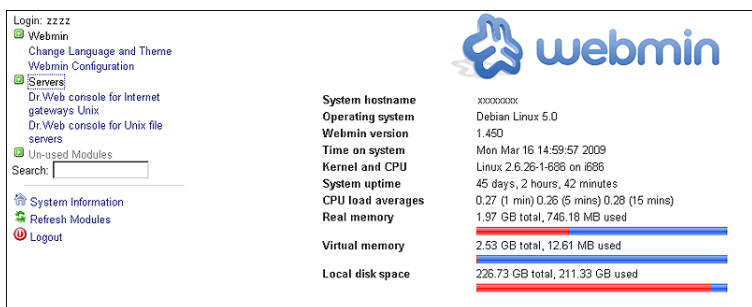 Login: zzzz
Webmin
Change Language and Theme
Webmin Configuration
Servers
Dr.Web console for Internet
gateways Unix
Dr.Web console for Unix file
servers
Un-used Modules
Search:
System Information
Refresh Modules
Logout
webmin
System hostname xxxxxxxx
Operating system Debian Linux 5.0
Webmin version 1.450
Time on system Mon Mar 16 14:59:57 2009
Kernel and CPU Linux 2.6.26-1-686 on i686
System uptime 45 days, 2 hours, 42 minutes
CPU load averages 0.27 (1 min) 0.26 (5 mins) 0.28 (15 mins)
Real memory 1.97 GB total, 746.18 MB used
Virtual memory 2.53 GB total, 12.61 MB used
Local disk space 226.73 GB total, 211.33 GB used